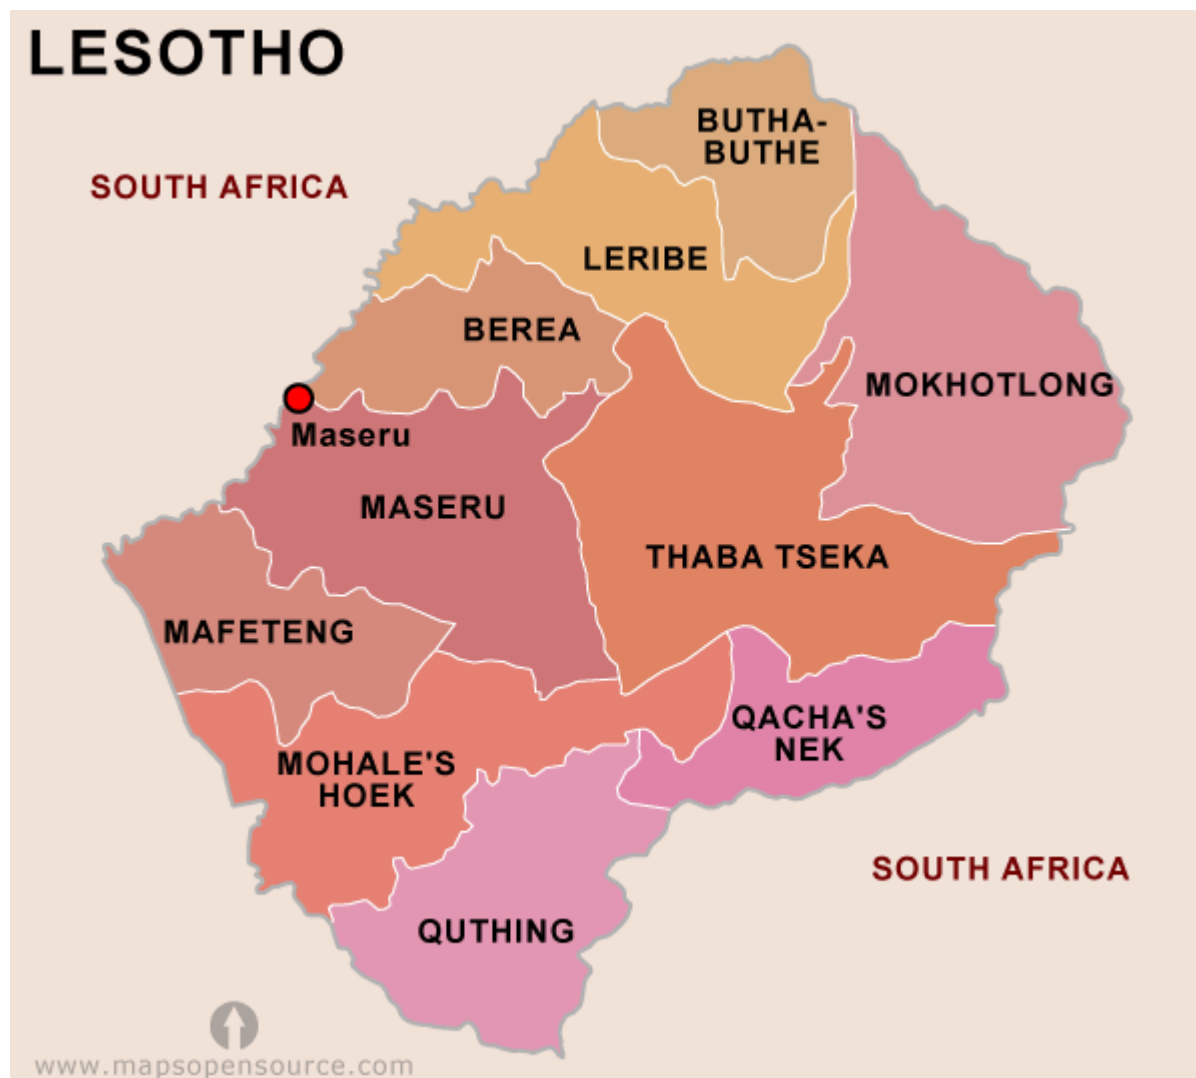 LESOTHO
SOUTH AFRICA
BUTHA-
BUTHE
LERIBE
BEREA
MOKHOTLONG
Maseru
MASERU
THABA TSEKA
MAFETENG
QACHA'S
NEK
MOHALE'S
HOEK
SOUTH AFRICA
QUTHING
www.mapsopensource.com